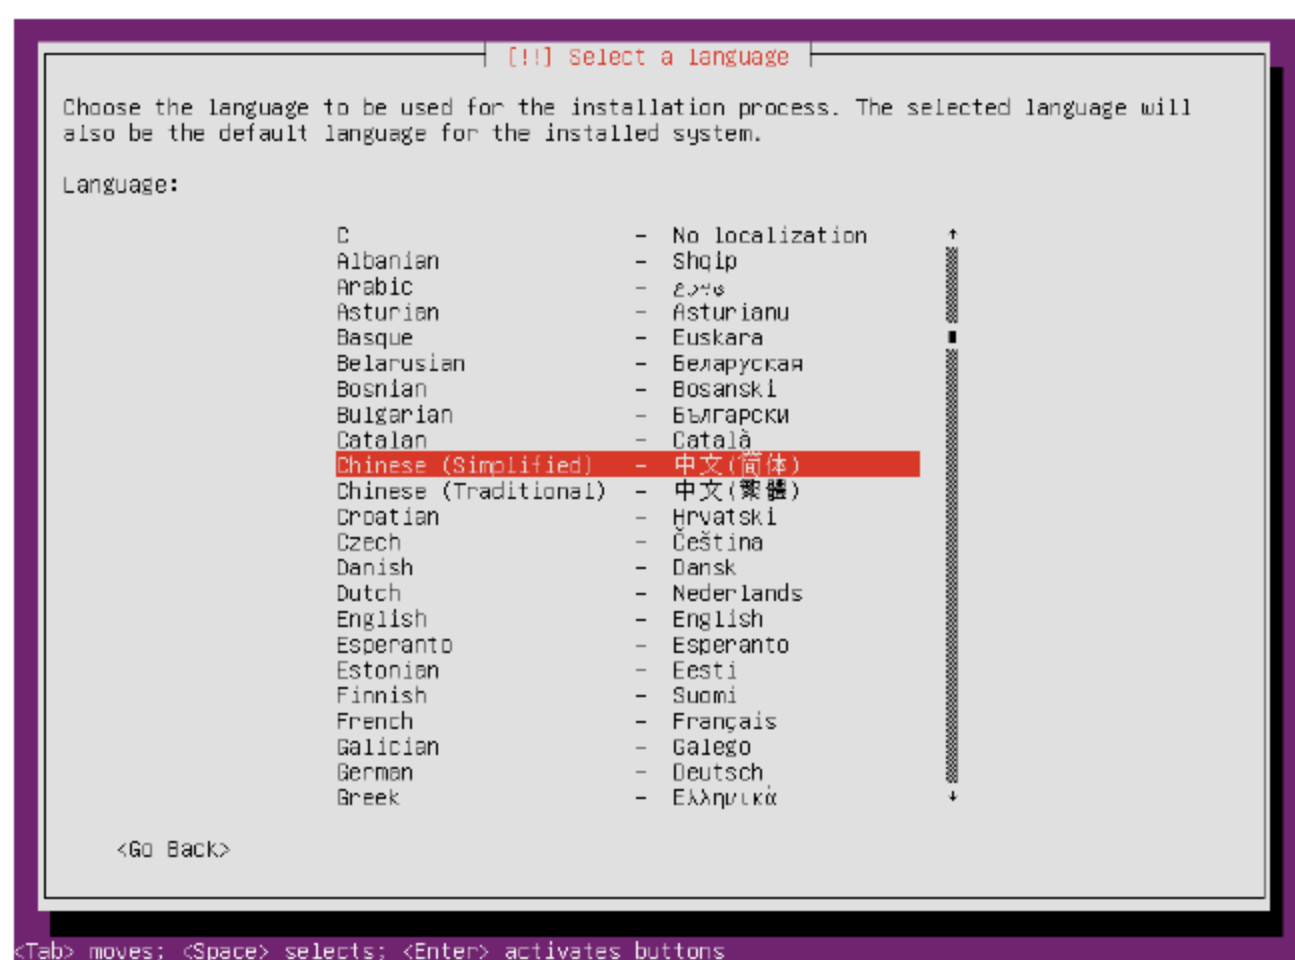 [!!] Select a language
Choose the language to be used for the installation process. The selected language will
also be the default language for the installed system.
Language:
C - No localization
Albanian - Shqip
Arabic - عربي
Asturian - Asturianu
Basque - Euskara
Belarusian - Беларуская
Bosnian - Bosanski
Bulgarian - Български
Catalan - Català
Chinese (Simplified) - 中文(简体)
Chinese (Traditional) - 中文(繁體)
Croatian - Hrvatski
Czech - Čeština
Danish - Dansk
Dutch - Nederlands
English - English
Esperanto - Esperanto
Estonian - Eesti
Finnish - Suomi
French - Français
Galician - Galego
German - Deutsch
Greek - Ελληνικά
<Go Back>
<Tab> moves; <Space> selects; <Enter> activates buttons